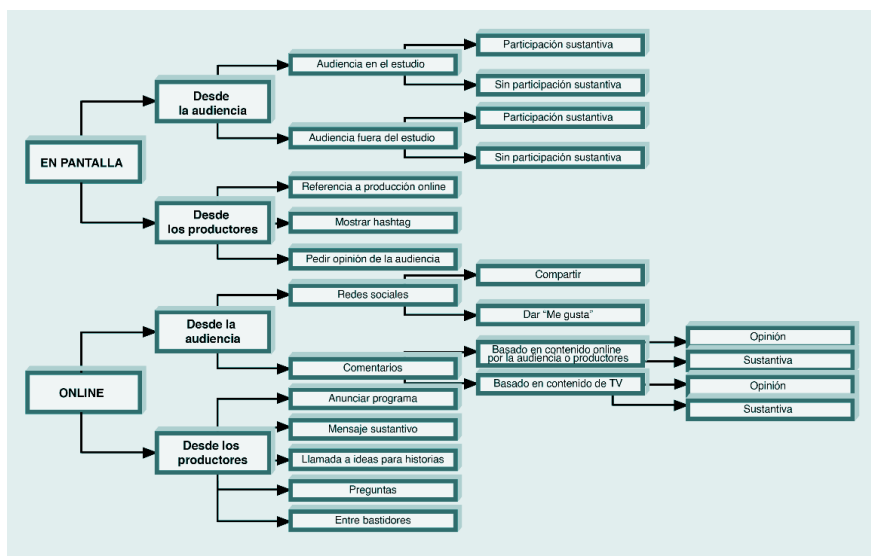 EN PANTALLA
Desde
la audiencia
Audiencia en el estudio
Participación sustantiva
Sin participación sustantiva
Audiencia fuera del estudio
Participación sustantiva
Sin participación sustantiva
Desde
los productores
Referencia a producción online
Mostrar hashtag
Pedir opinión de la audiencia
ONLINE
Desde la
audiencia
Redes sociales
Compartir
Dar “Me gusta”
Comentarios
Basado en contenido online
por la audiencia o productores
Opinión
Sustantiva
Basado en contenido de TV
Opinión
Sustantiva
Desde los
productores
Anunciar programa
Mensaje sustantivo
Llamada a ideas para historias
Preguntas
Entre bastidores